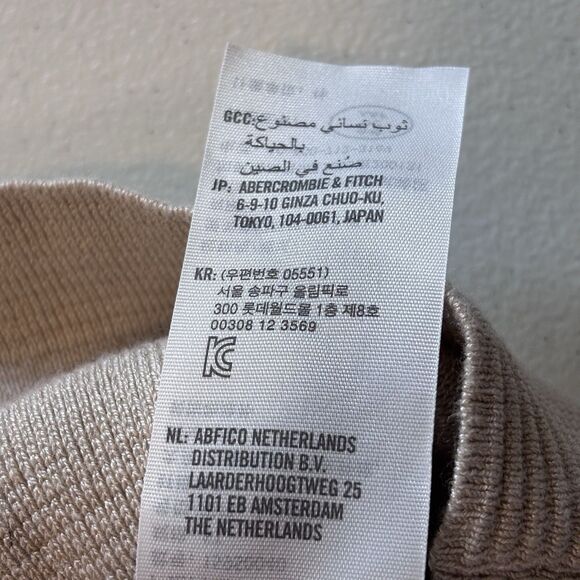 GCC: ثوب نسائي مصنوع
بالحياكة
صُنع في الصين
JP: ABERCROMBIE & FITCH
6-9-10 GINZA CHUO-KU,
TOKYO, 104-0061, JAPAN
KR: (우편번호 05551)
서울 송파구 올림픽로
300 롯데월드몰 1층 제8호
00308 12 3569
NL: ABFICO NETHERLANDS
DISTRIBUTION B.V.
LAARDERHOOGTWEG 25
1101 EB AMSTERDAM
THE NETHERLANDS